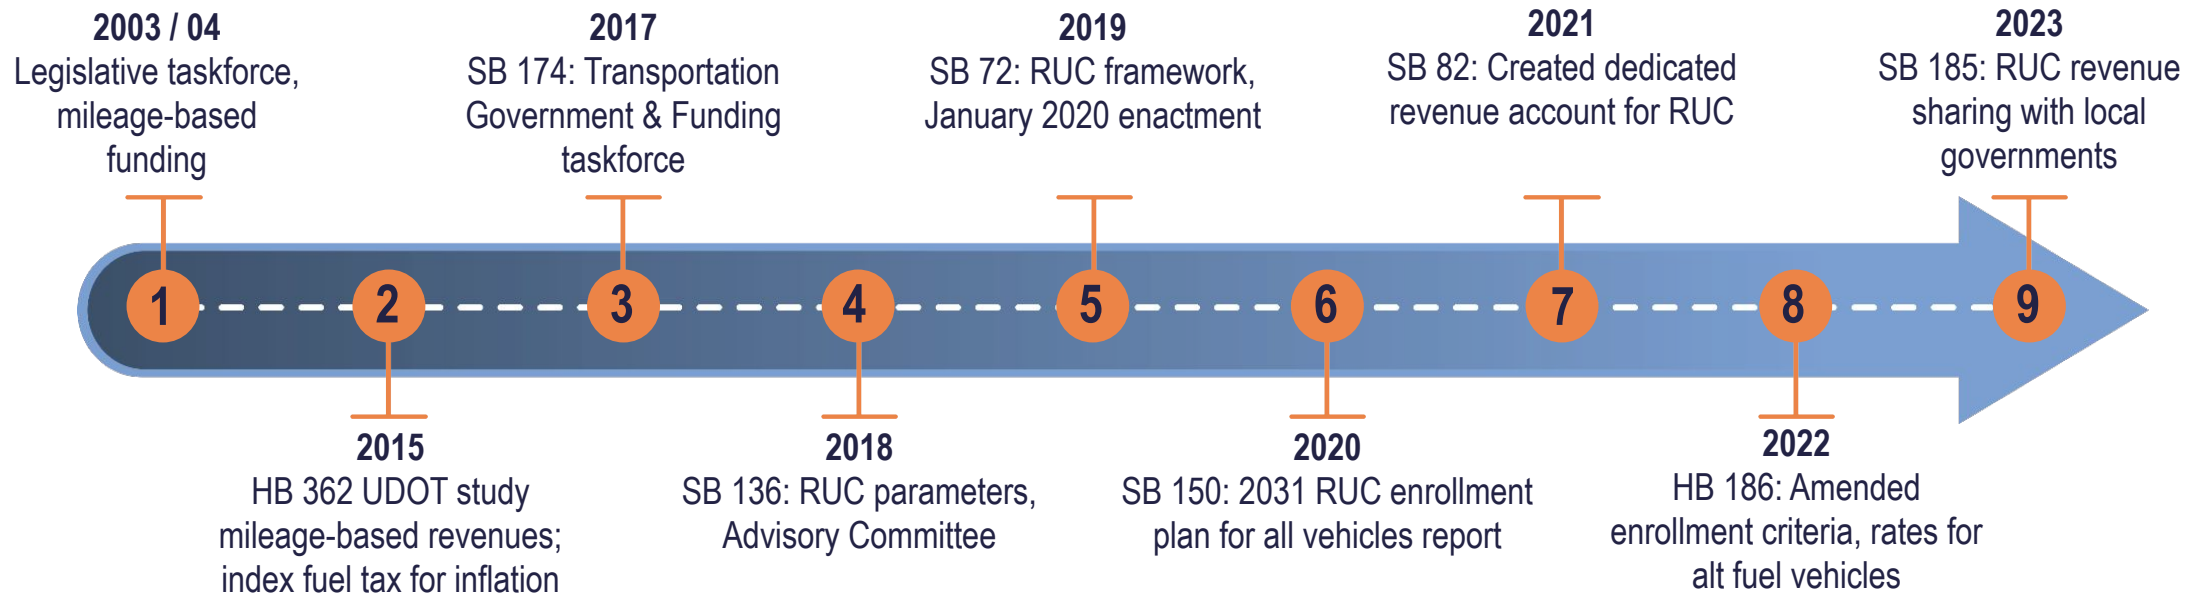 2003 / 04
Legislative taskforce,
mileage-based
funding
2017
SB 174: Transportation
Government & Funding
taskforce
2019
SB 72: RUC framework,
January 2020 enactment
2021
SB 82: Created dedicated
revenue account for RUC
2023
SB 185: RUC revenue
sharing with local
governments
1
2
3
4
5
6
7
8
9
2015
HB 362 UDOT study
mileage-based revenues;
index fuel tax for inflation
2018
SB 136: RUC parameters,
Advisory Committee
2020
SB 150: 2031 RUC enrollment
plan for all vehicles report
2022
HB 186: Amended
enrollment criteria, rates for
alt fuel vehicles